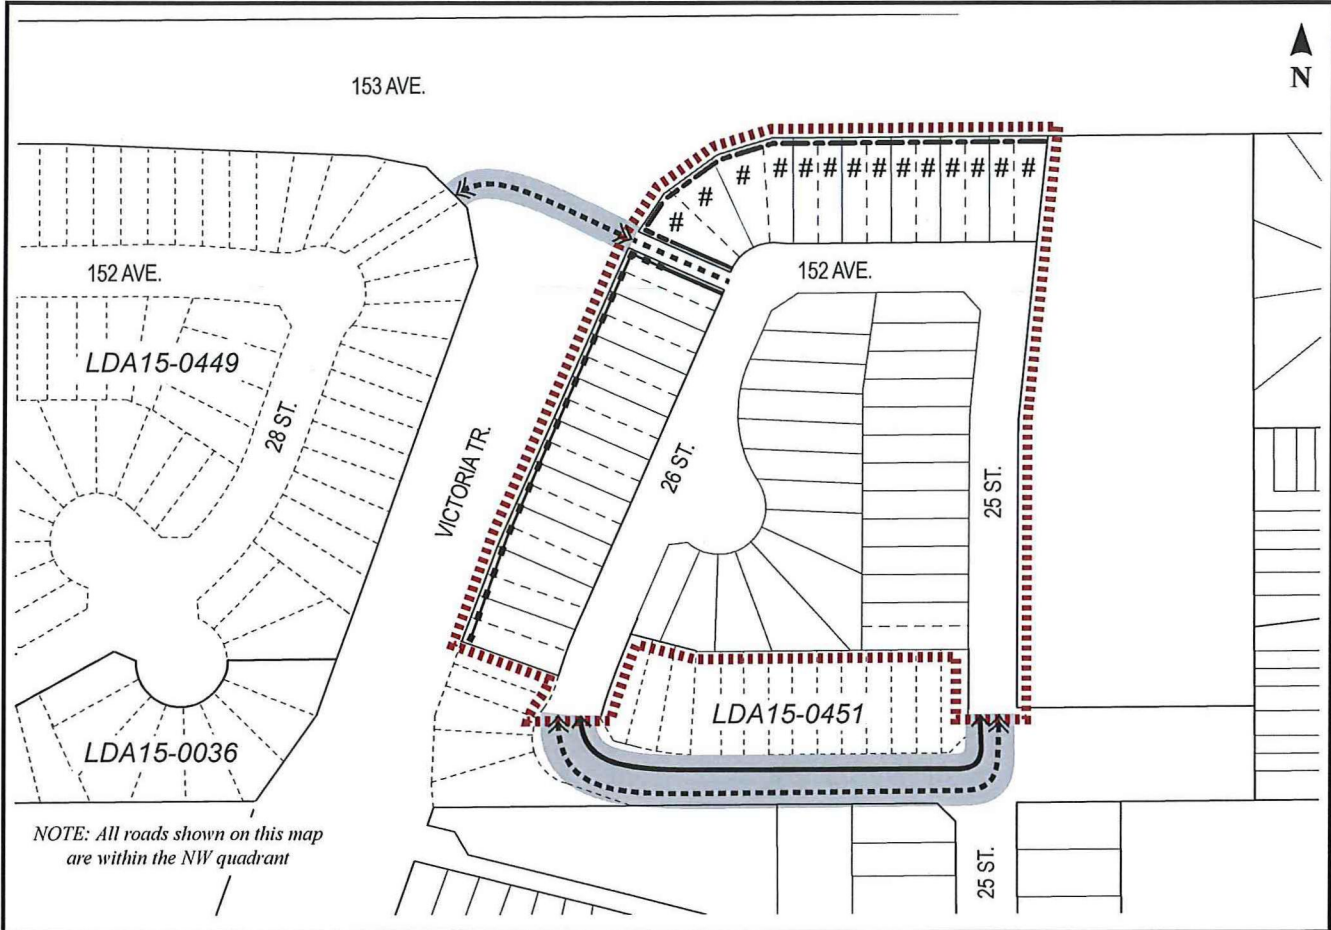 153 AVE.
N
# # # # # # # # # # # # # #
152 AVE.
152 AVE.
LDA15-0449
28 ST.
VICTORIA TR.
26 ST.
25 ST.
LDA15-0451
LDA15-0036
NOTE: All roads shown on this map
are within the NW quadrant
25 ST.